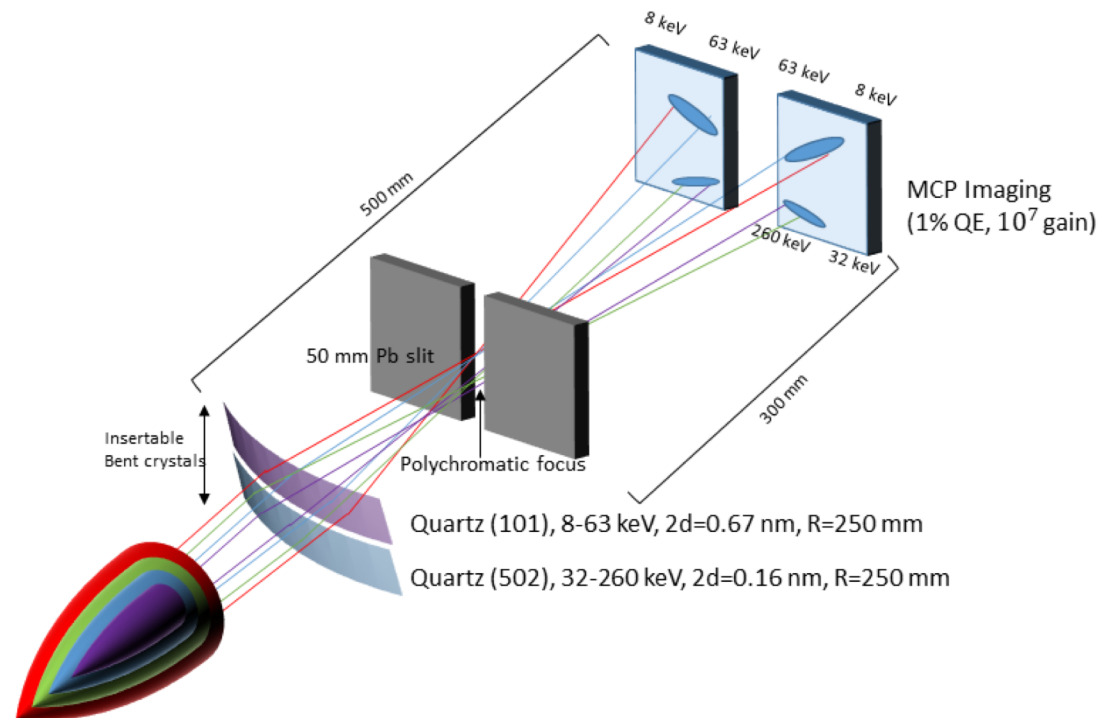 8 keV
63 keV
63 keV
8 keV
500 mm
MCP Imaging
(1% QE, 10⁷ gain)
260 keV
32 keV
50 mm Pb slit
300 mm
Insertable
Bent crystals
Polychromatic focus
Quartz (101), 8-63 keV, 2d=0.67 nm, R=250 mm
Quartz (502), 32-260 keV, 2d=0.16 nm, R=250 mm